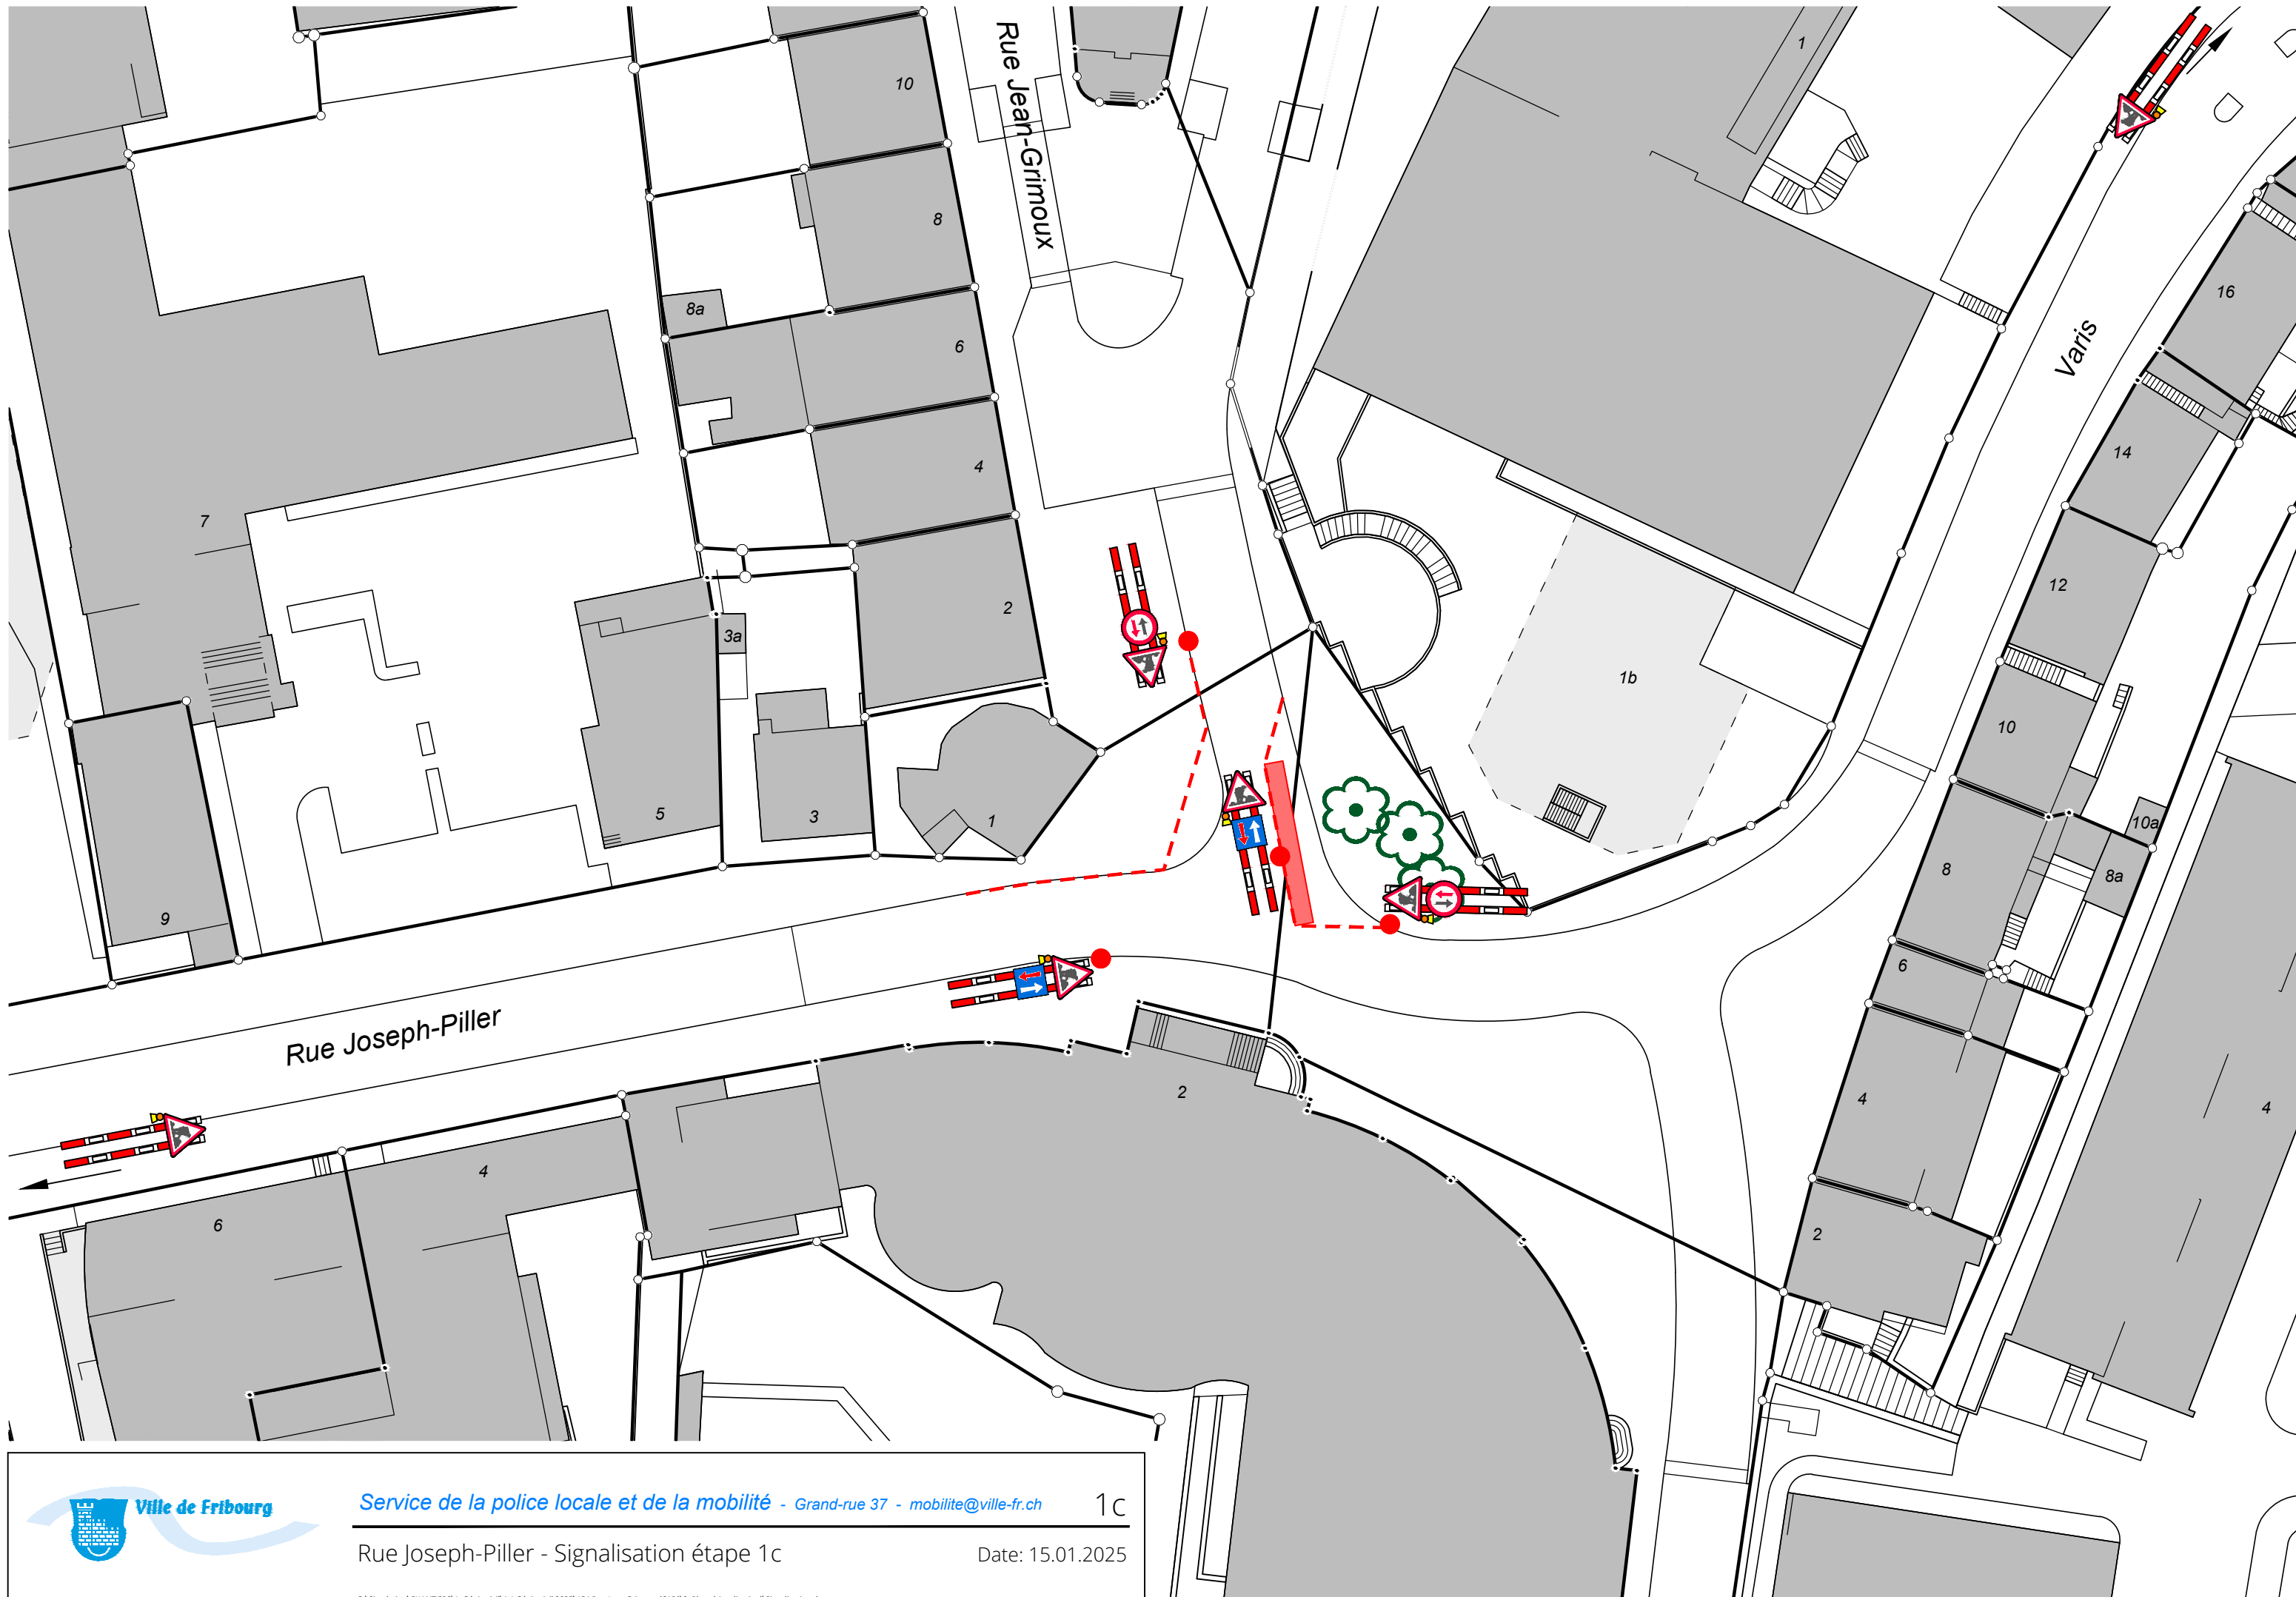 Rue Jean-Grimoux
1
10
8
8a
6
16
Varis
4
14
7
2
12
3a
1b
10
5
3
1
10a
8
8a
9
6
Rue Joseph-Piller
2
4
4
4
6
2
Ville de Fribourg
Service de la police locale et de la mobilité - Grand-rue 37 - mobilite@ville-fr.ch 1c
Rue Joseph-Piller - Signalisation étape 1c Date: 15.01.2025